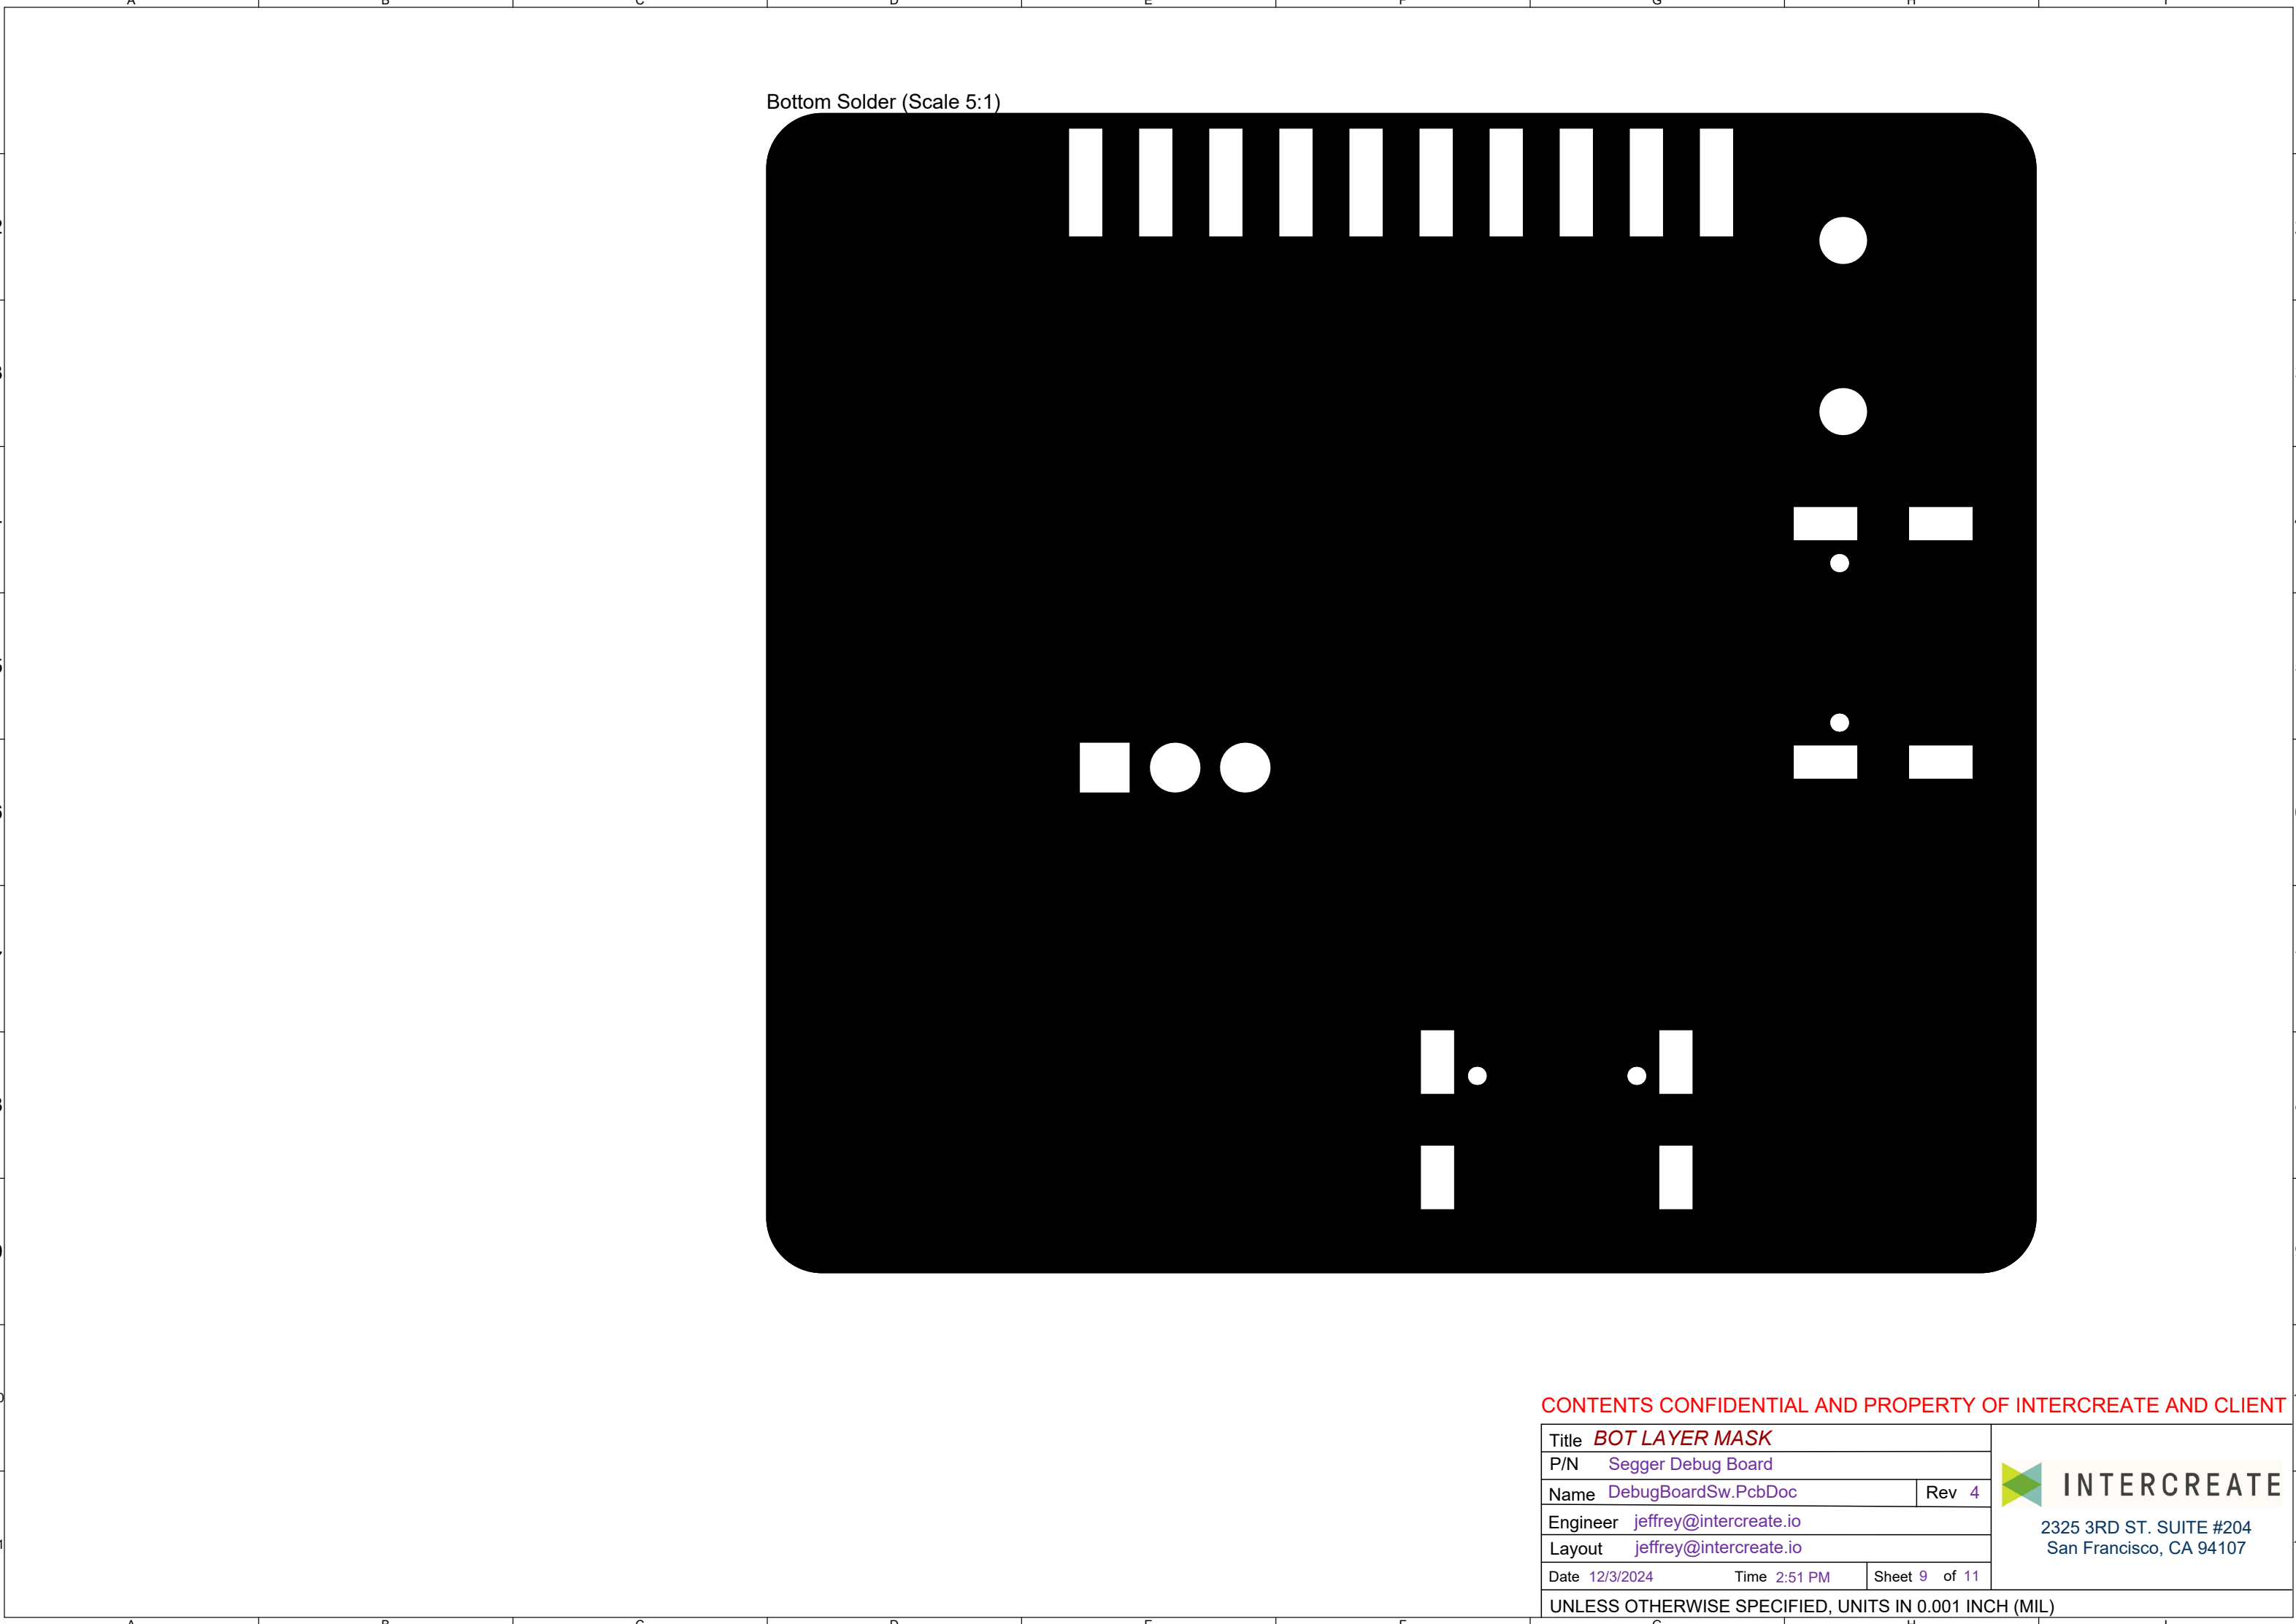 Bottom Solder (Scale 5:1)
CONTENTS CONFIDENTIAL AND PROPERTY OF INTERCREATE AND CLIENT
Title BOT LAYER MASK
P/N Segger Debug Board
Name DebugBoardSw.PcbDoc Rev 4
Engineer jeffrey@intercreate.io
Layout jeffrey@intercreate.io
Date 12/3/2024 Time 2:51 PM Sheet 9 of 11
UNLESS OTHERWISE SPECIFIED, UNITS IN 0.001 INCH (MIL)
INTERCREATE
2325 3RD ST. SUITE #204
San Francisco, CA 94107